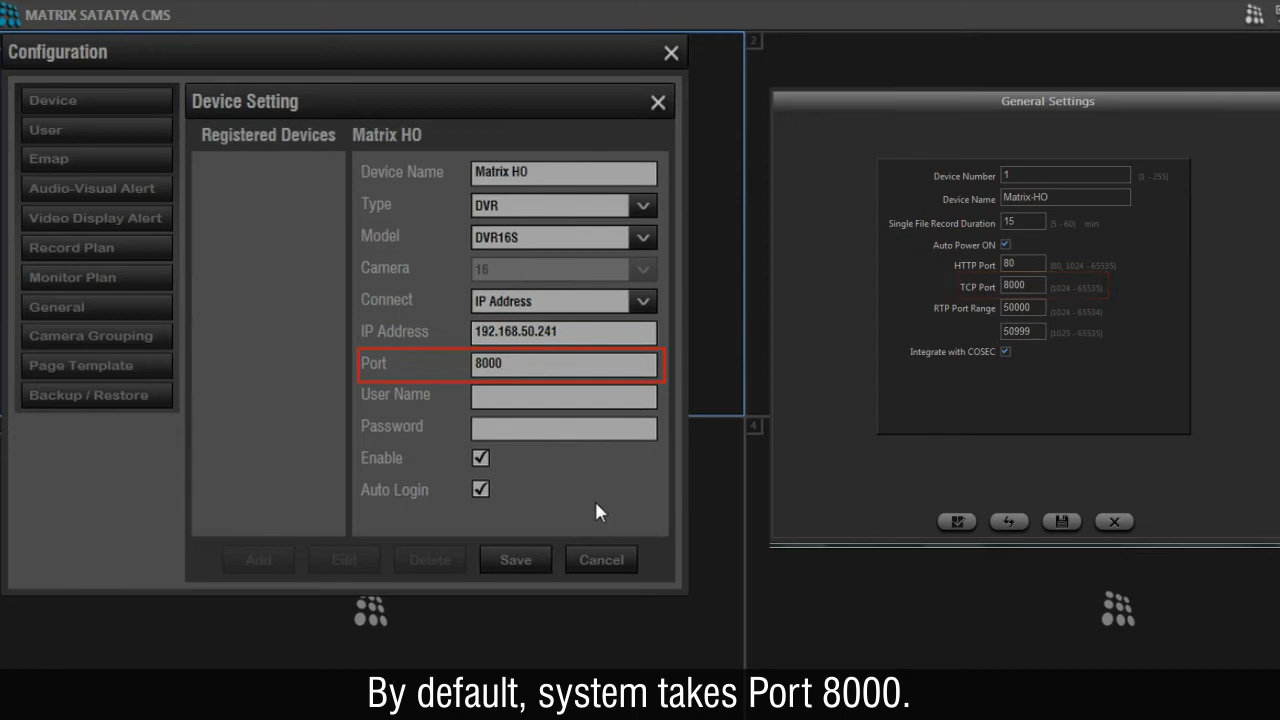 MATRIX SATATYA CMS
Configuration
Device
User
Emap
Audio-Visual Alert
Video Display Alert
Record Plan
Monitor Plan
General
Camera Grouping
Page Template
Backup / Restore
Device Setting
Registered Devices
Matrix HO
Device Name Matrix HO
Type DVR
Model DVR16S
Camera 16
Connect IP Address
IP Address 192.168.50.241
Port 8000
User Name
Password
Enable
Auto Login
Add Edit Delete Save Cancel
2
4
General Settings
Device Number 1 (1 - 255)
Device Name Matrix-HO
Single File Record Duration 15 (5 - 60) min
Auto Power ON
HTTP Port 80 (80, 1024 - 65535)
TCP Port 8000 (1024 - 65535)
RTP Port Range 50000 (1024 - 65534)
50999 (1025 - 65535)
Integrate with COSEC
By default, system takes Port 8000.